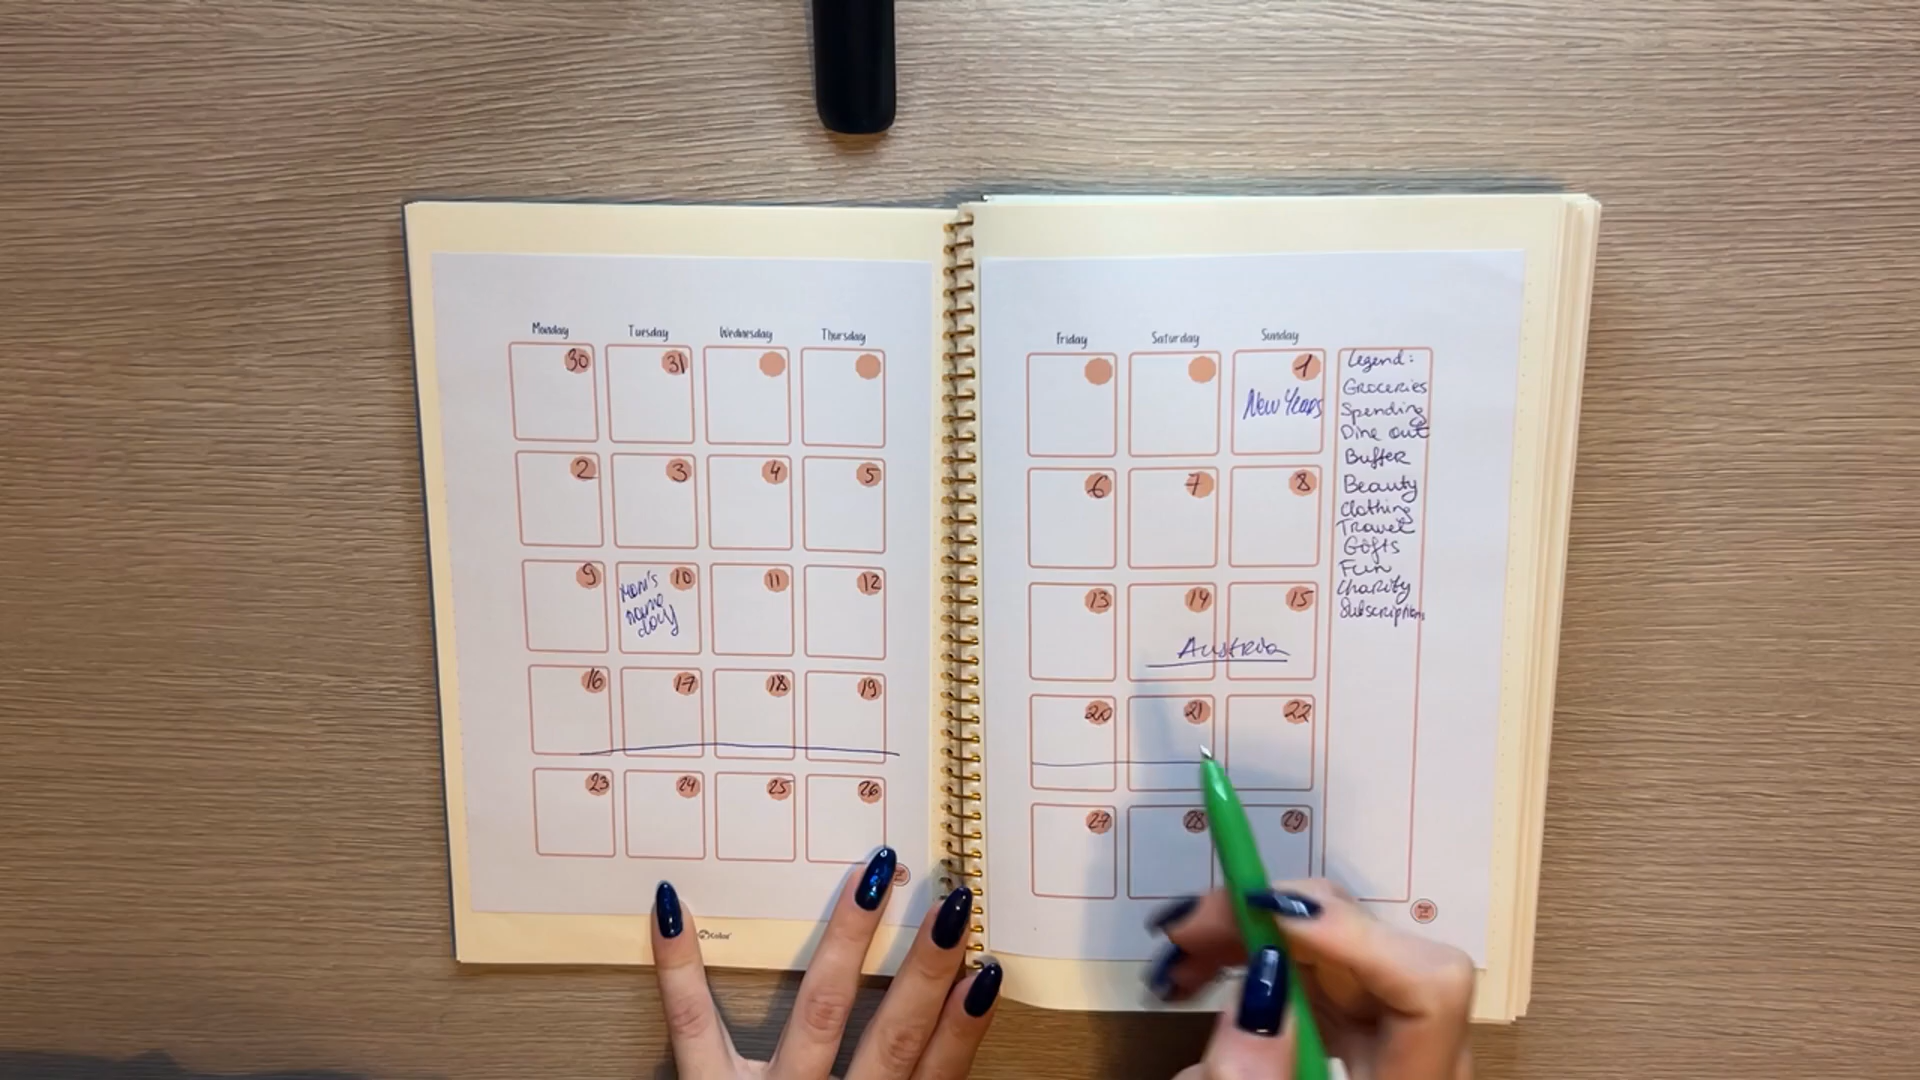 Monday Tuesday Wednesday Thursday
30 31
2 3 4 5
9 10 11 12
Mom's
name
day
16 17 18 19
23 24 25 26
Friday Saturday Sunday
1
New Years
6 7 8
13 14 15
Austria
20 21 22
27 28 29
Legend:
Groceries
Spending
Dine out
Buffer
Beauty
Clothing
Travel
Gifts
Fun
Charity
Subscriptions